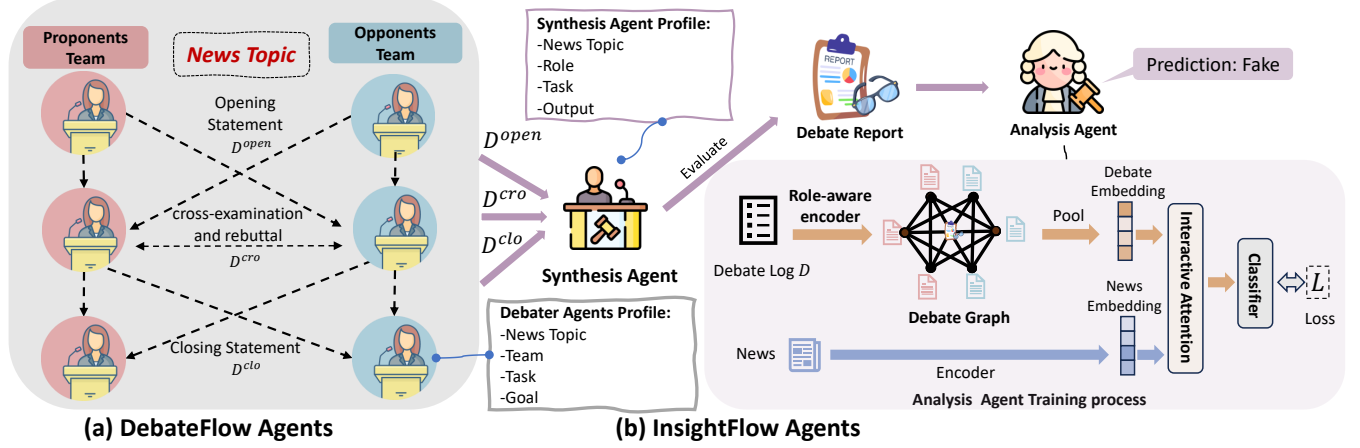 Proponents
Team
News Topic
Opponents
Team
Opening
Statement
D^open
cross-examination
and rebuttal
D^cro
Closing Statement
D^clo
(a) DebateFlow Agents
D^open
D^cro
D^clo
Synthesis Agent Profile:
-News Topic
-Role
-Task
-Output
Synthesis Agent
Evaluate
Debater Agents Profile:
-News Topic
-Team
-Task
-Goal
REPORT
Debate Report
Analysis Agent
Prediction: Fake
Debate Log D
Role-aware
encoder
Debate Graph
Pool
Debate
Embedding
News
Embedding
Interactive Attention
Classifier
L
Loss
News
Encoder
Analysis Agent Training process
(b) InsightFlow Agents